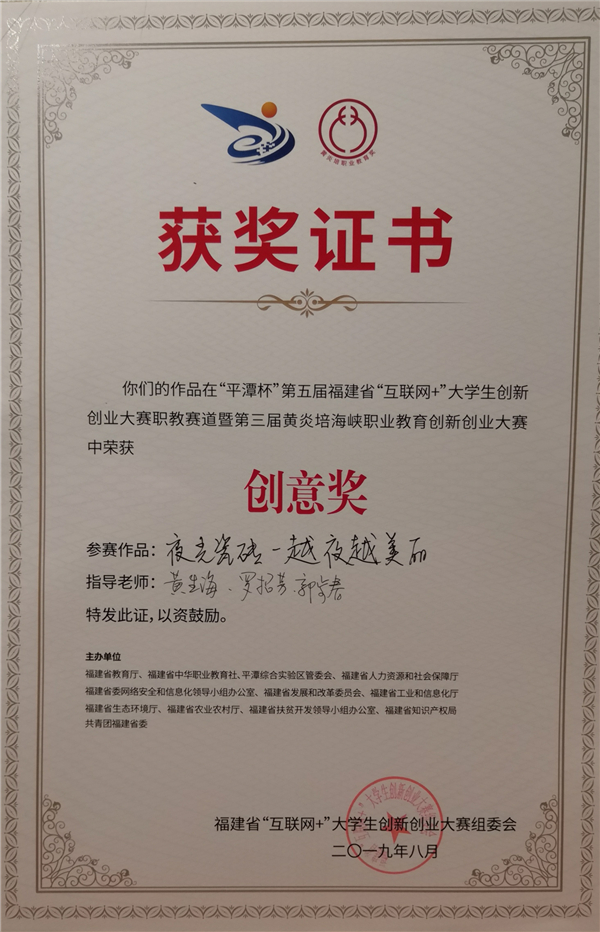 黄炎培职业教育奖
获奖证书
你们的作品在“平潭杯”第五届福建省“互联网+”大学生创新
创业大赛职教赛道暨第三届黄炎培海峡职业教育创新创业大赛
中荣获
创意奖
参赛作品：夜光瓷砖一越夜越美丽
指导老师：黄生海、罗招芳、郭
特发此证，以资鼓励。
主办单位
福建省教育厅、福建省中华职业教育社、平潭综合实验区管委会、福建省人力资源和社会保障厅
福建省委网络安全和信息化领导小组办公室、福建省发展和改革委员会、福建省工业和信息化厅
福建省生态环境厅、福建省农业农村厅、福建省扶贫开发领导小组办公室、福建省知识产权局
共青团福建省委
福建省“互联网+”大学生创新创业大赛组委会
二〇一九年八月